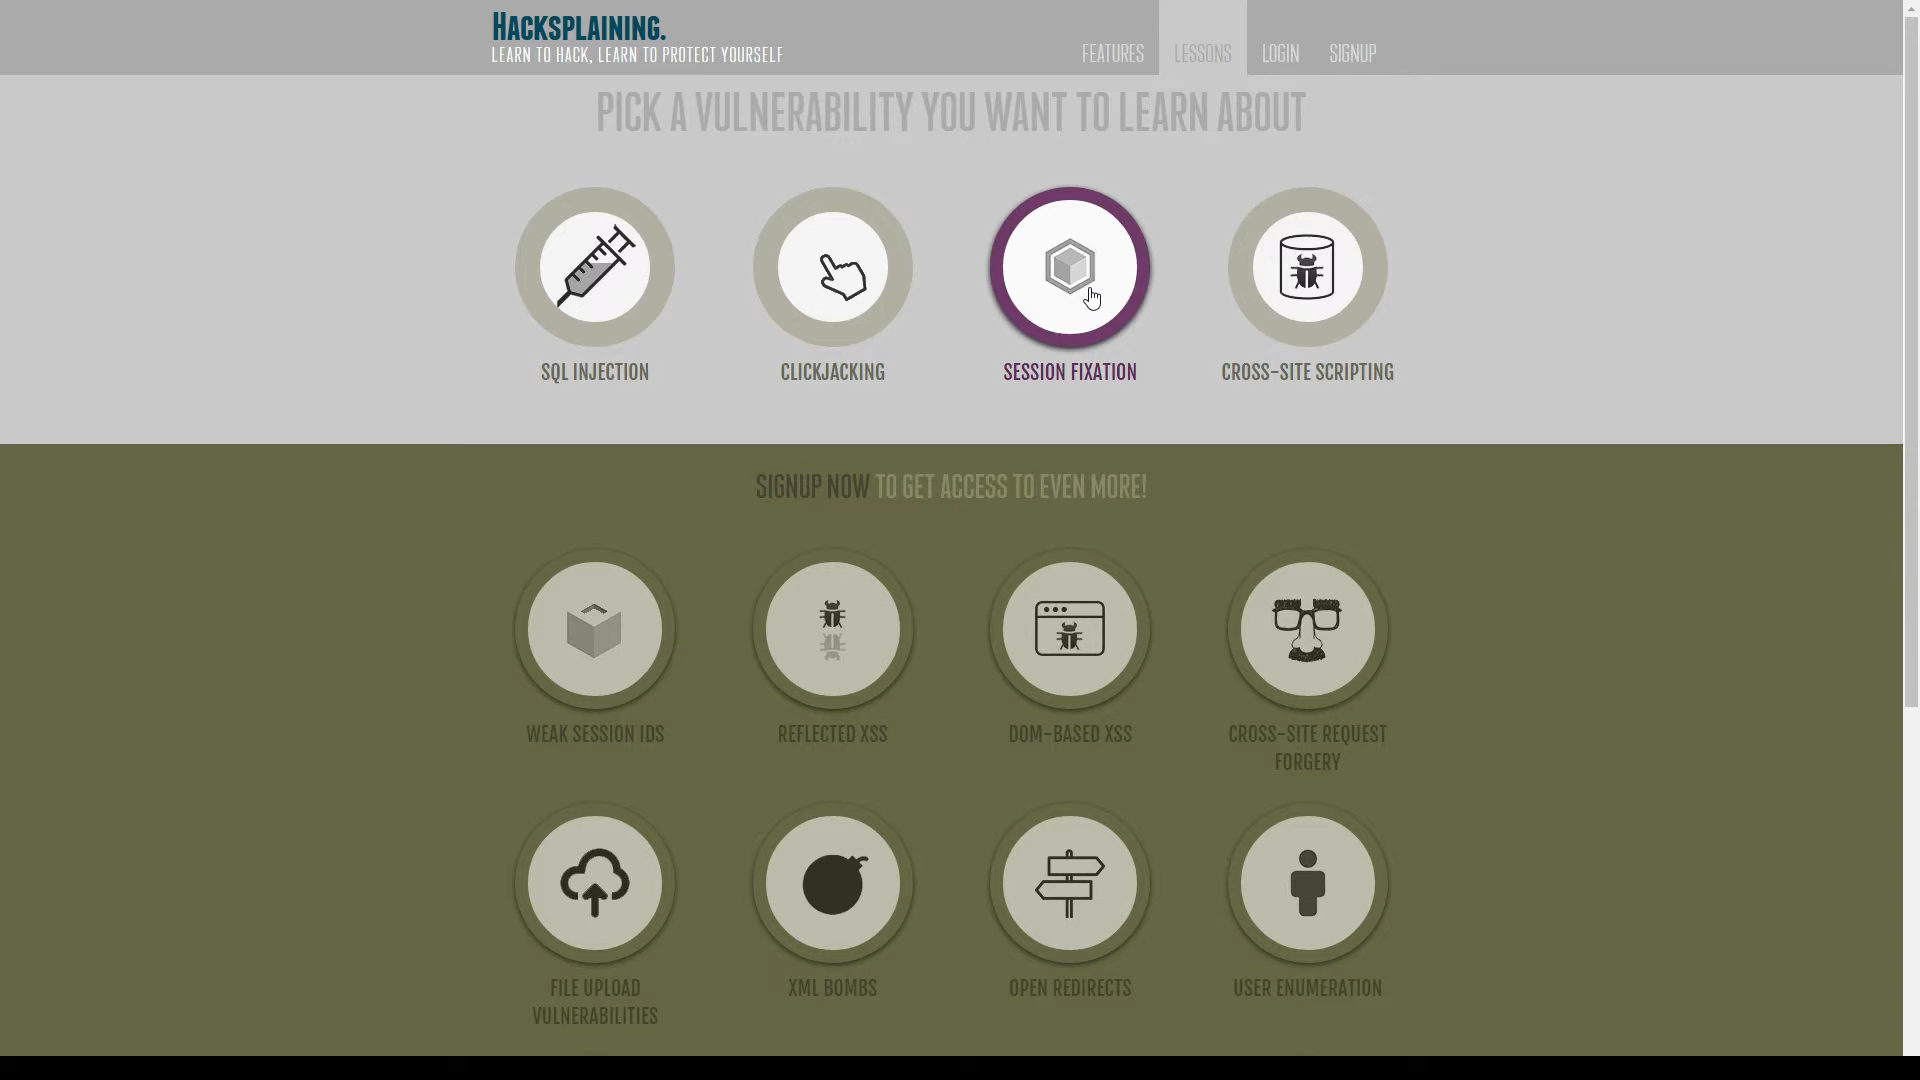 HACKSPLAINING.
LEARN TO HACK, LEARN TO PROTECT YOURSELF
FEATURES LESSONS LOGIN SIGNUP
PICK A VULNERABILITY YOU WANT TO LEARN ABOUT
SQL INJECTION CLICKJACKING SESSION FIXATION CROSS-SITE SCRIPTING
SIGNUP NOW TO GET ACCESS TO EVEN MORE!
WEAK SESSION IDS REFLECTED XSS DOM-BASED XSS CROSS-SITE REQUEST
FORGERY
FILE UPLOAD XML BOMBS OPEN REDIRECTS USER ENUMERATION
VULNERABILITIES